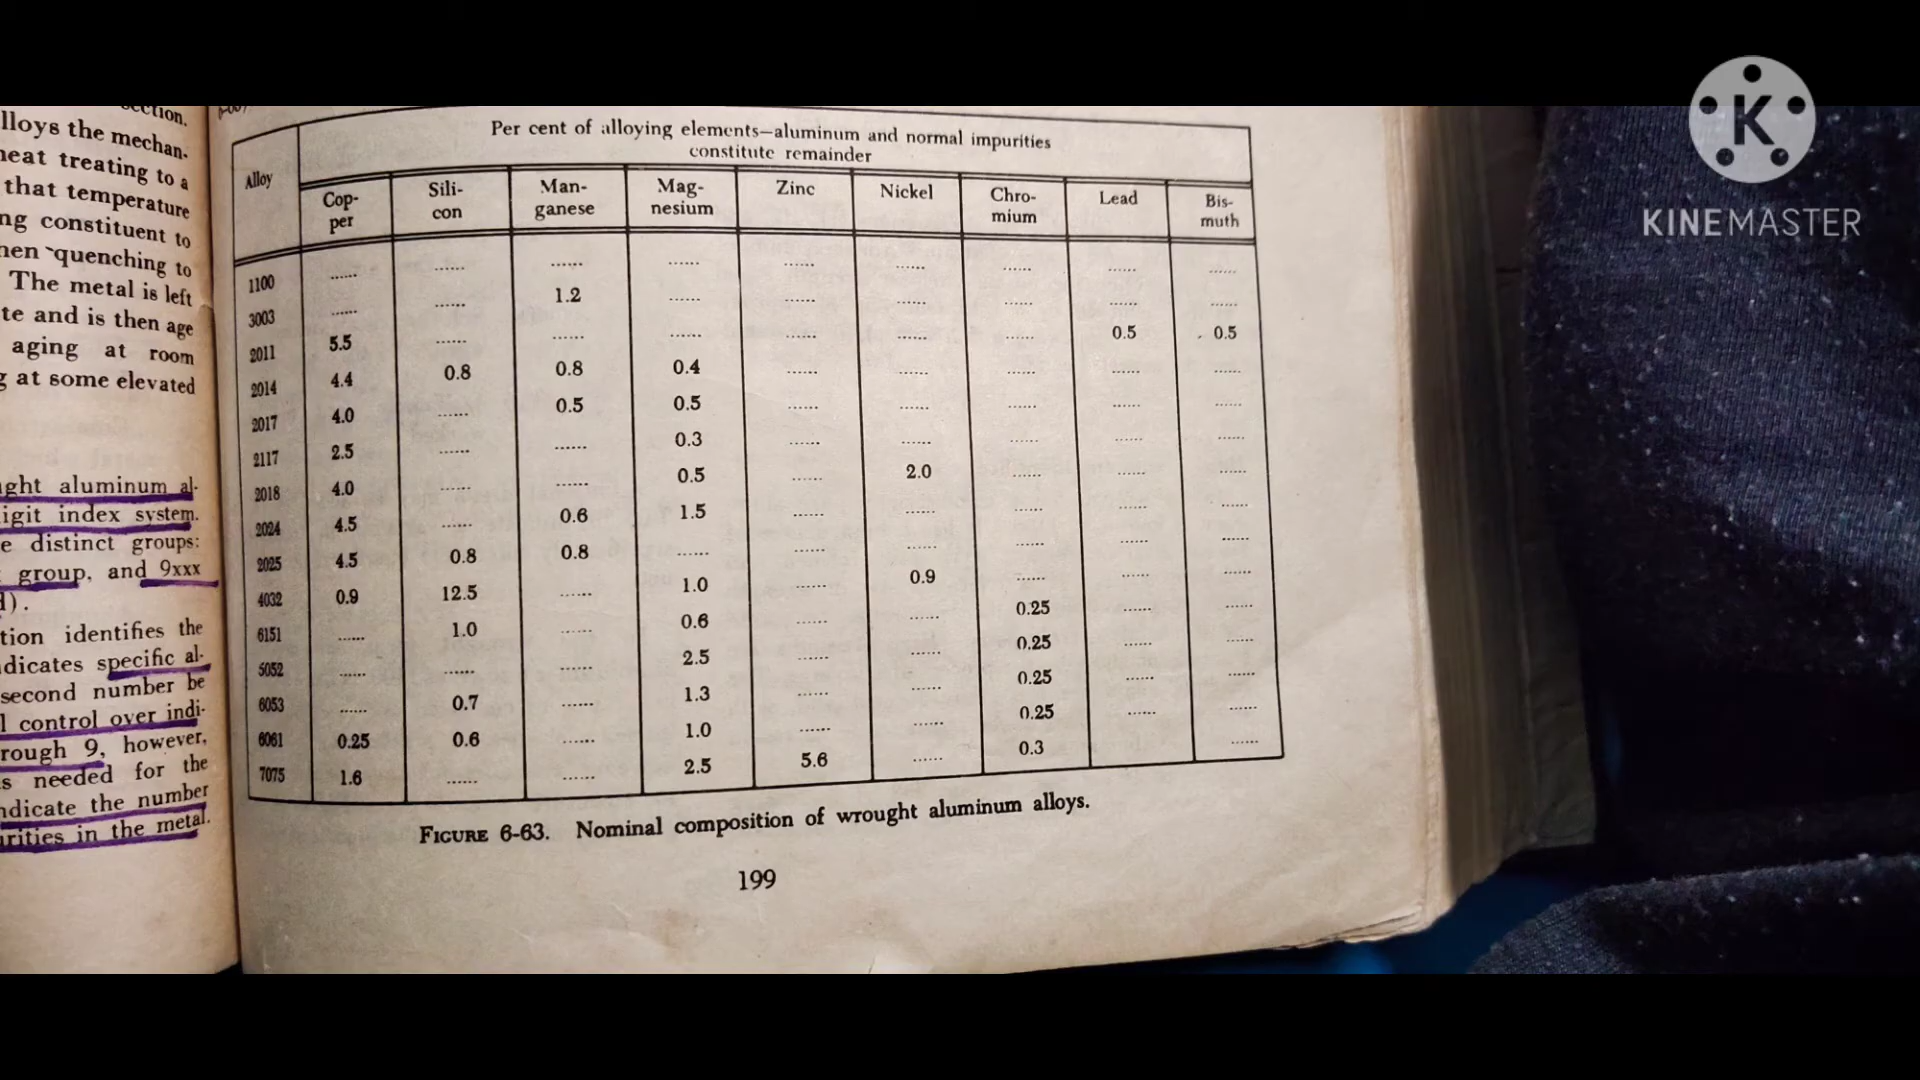 ection.
lloys the mechan-
heat treating to a
that temperature
ng constituent to
hen quenching to
The metal is left
te and is then age
aging at room
g at some elevated
ght aluminum al-
igit index system.
e distinct groups:
group, and 9xxx
d).
tion identifies the
dicates specific al-
second number be
l control over indi-
rough 9, however,
s needed for the
ndicate the number
urities in the metal.
Alloy
Per cent of alloying elements—aluminum and normal impurities
constitute remainder
Cop-
per
Sili-
con
Man-
ganese
Mag-
nesium
Zinc
Nickel
Chro-
mium
Lead
Bis-
muth
1100 ...... ...... ...... ...... ...... ...... ...... ...... ......
3003 ...... ...... 1.2 ...... ...... ...... ...... ...... ......
2011 5.5 ...... ...... ...... ...... ...... ...... 0.5 0.5
2014 4.4 0.8 0.8 0.4 ...... ...... ...... ...... ......
2017 4.0 ...... 0.5 0.5 ...... ...... ...... ...... ......
2117 2.5 ...... ...... 0.3 ...... ...... ...... ...... ......
2018 4.0 ...... ...... 0.5 ...... 2.0 ...... ...... ......
2024 4.5 ...... 0.6 1.5 ...... ...... ...... ...... ......
2025 4.5 0.8 0.8 ...... ...... ...... ...... ...... ......
4032 0.9 12.5 ...... 1.0 ...... 0.9 ...... ...... ......
6151 ...... 1.0 ...... 0.6 ...... ...... 0.25 ...... ......
5052 ...... ...... ...... 2.5 ...... ...... 0.25 ...... ......
6053 ...... 0.7 ...... 1.3 ...... ...... 0.25 ...... ......
6061 0.25 0.6 ...... 1.0 ...... ...... 0.25 ...... ......
7075 1.6 ...... ...... 2.5 5.6 ...... 0.3 ......
FIGURE 6-63. Nominal composition of wrought aluminum alloys.
199
K
KINEMASTER